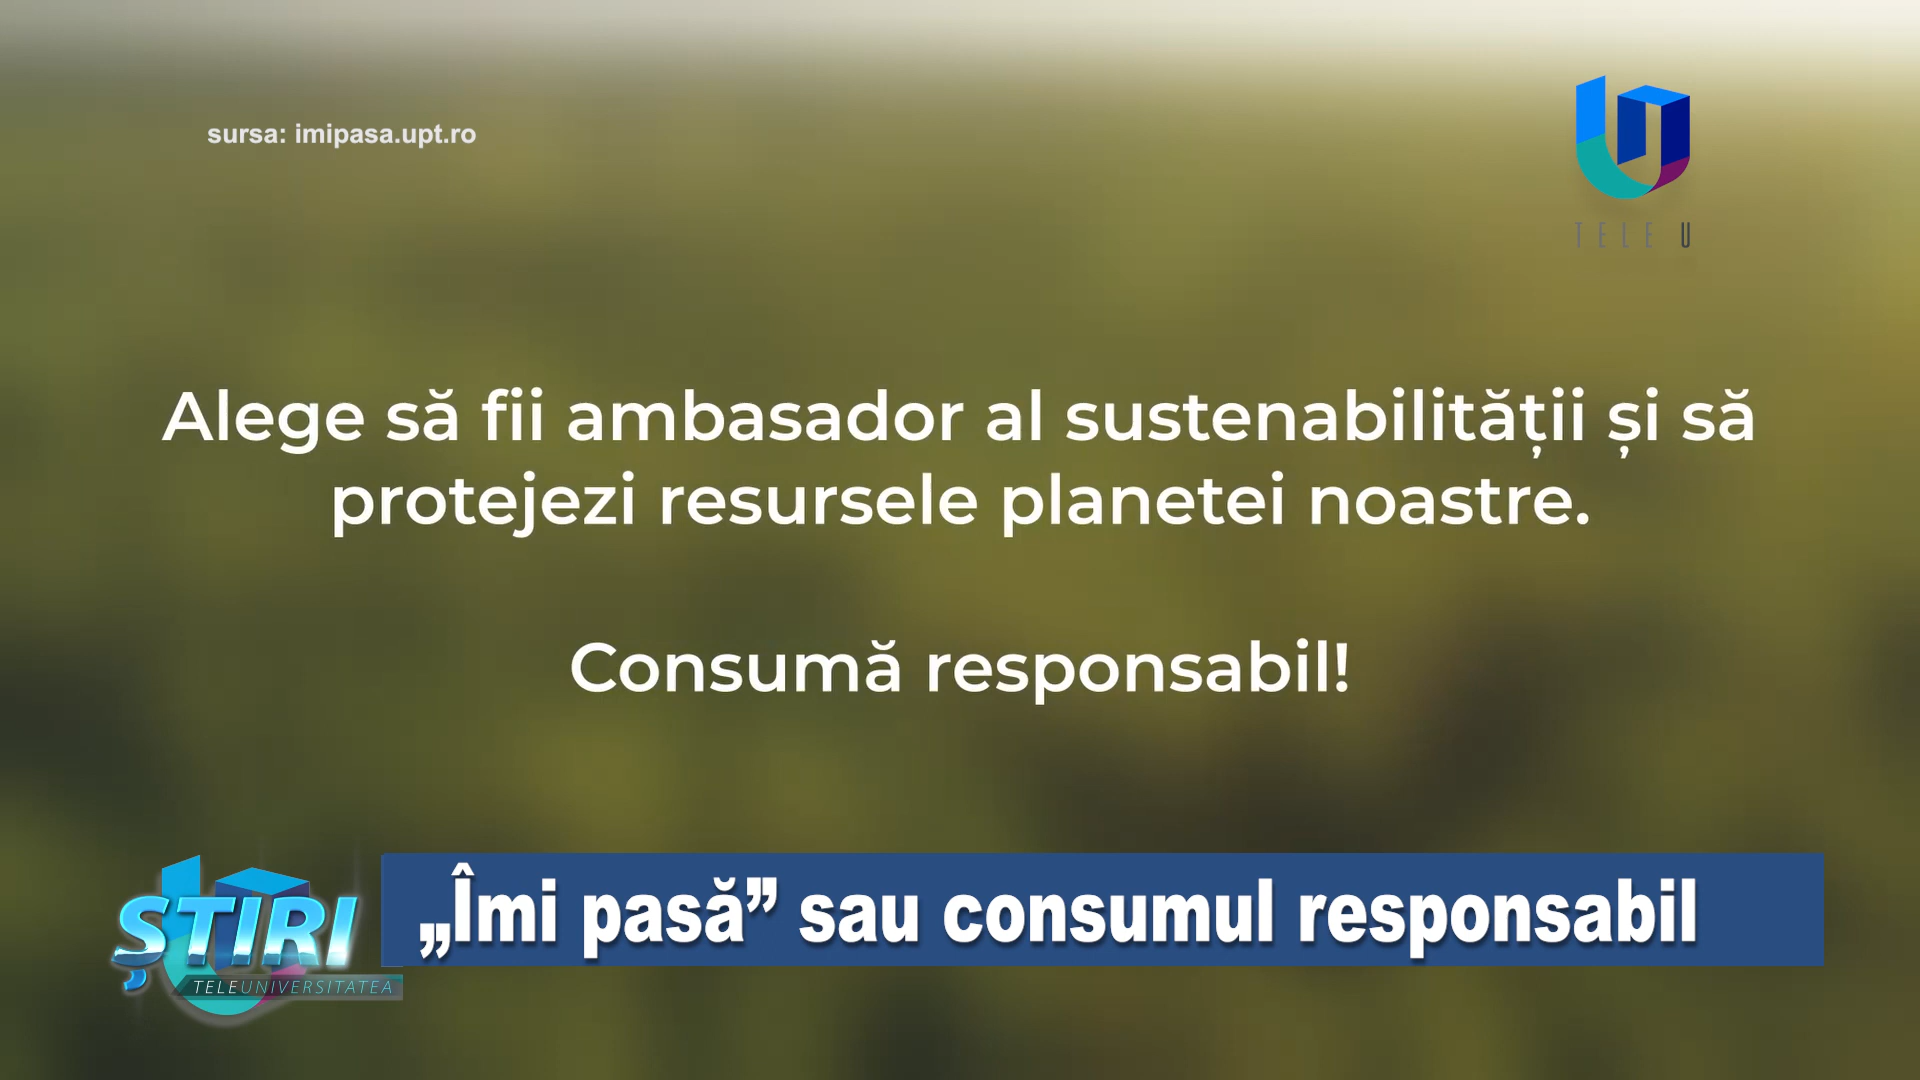 sursa: imipasa.upt.ro
TELE U
Alege să fii ambasador al sustenabilității și să
protejezi resursele planetei noastre.
Consumă responsabil!
„Îmi pasă” sau consumul responsabil
ȘTIRI
TELEUNIVERSITATEA